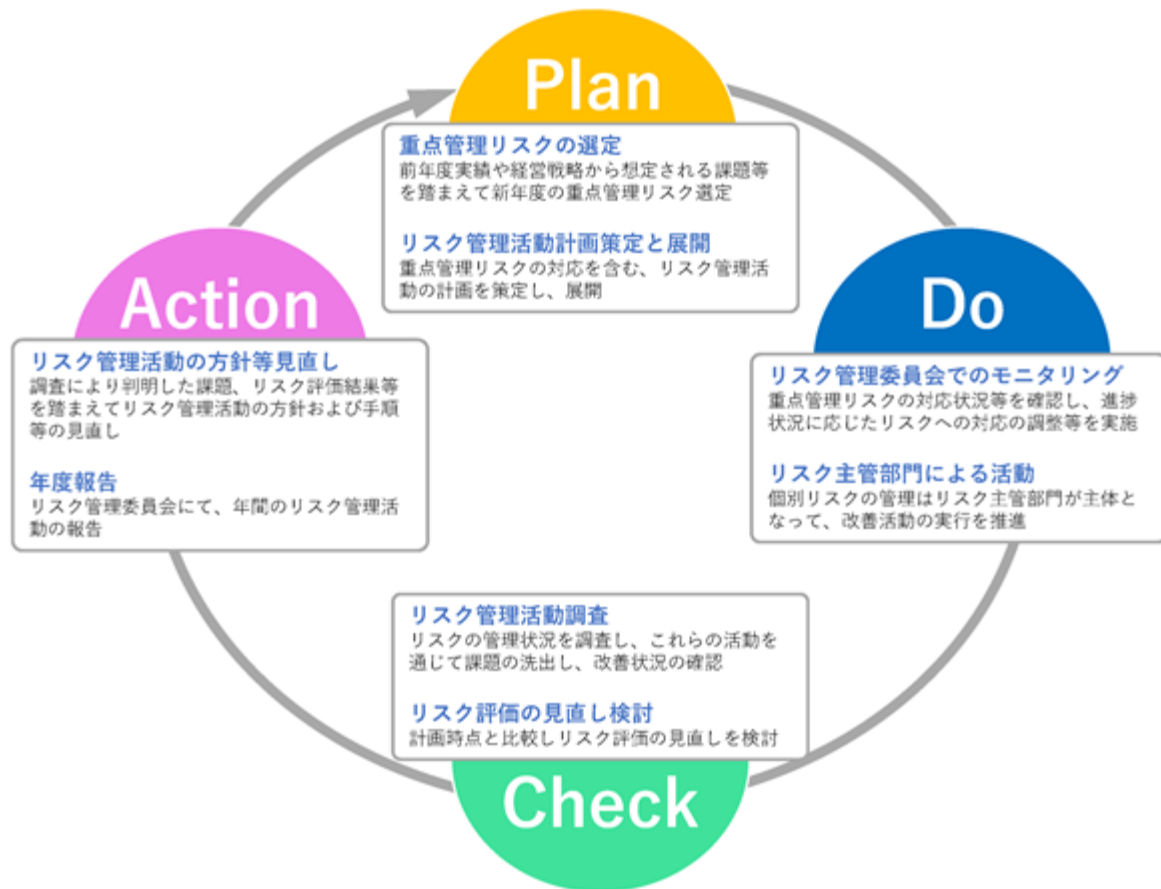 Plan
重点管理リスクの選定
前年度実績や経営戦略から想定される課題等
を踏まえて新年度の重点管理リスク選定
リスク管理活動計画策定と展開
重点管理リスクの対応を含む、リスク管理活
動の計画を策定し、展開
Do
リスク管理委員会でのモニタリング
重点管理リスクの対応状況等を確認し、進捗
状況に応じたリスクへの対応の調整等を実施
リスク主管部門による活動
個別リスクの管理はリスク主管部門が主体と
なって、改善活動の実行を推進
リスク管理活動調査
リスクの管理状況を調査し、これらの活動を
通じて課題の洗出し、改善状況の確認
リスク評価の見直し検討
計画時点と比較しリスク評価の見直しを検討
Check
Action
リスク管理活動の方針等見直し
調査により判明した課題、リスク評価結果等
を踏まえてリスク管理活動の方針および手順
等の見直し
年度報告
リスク管理委員会にて、年間のリスク管理活
動の報告